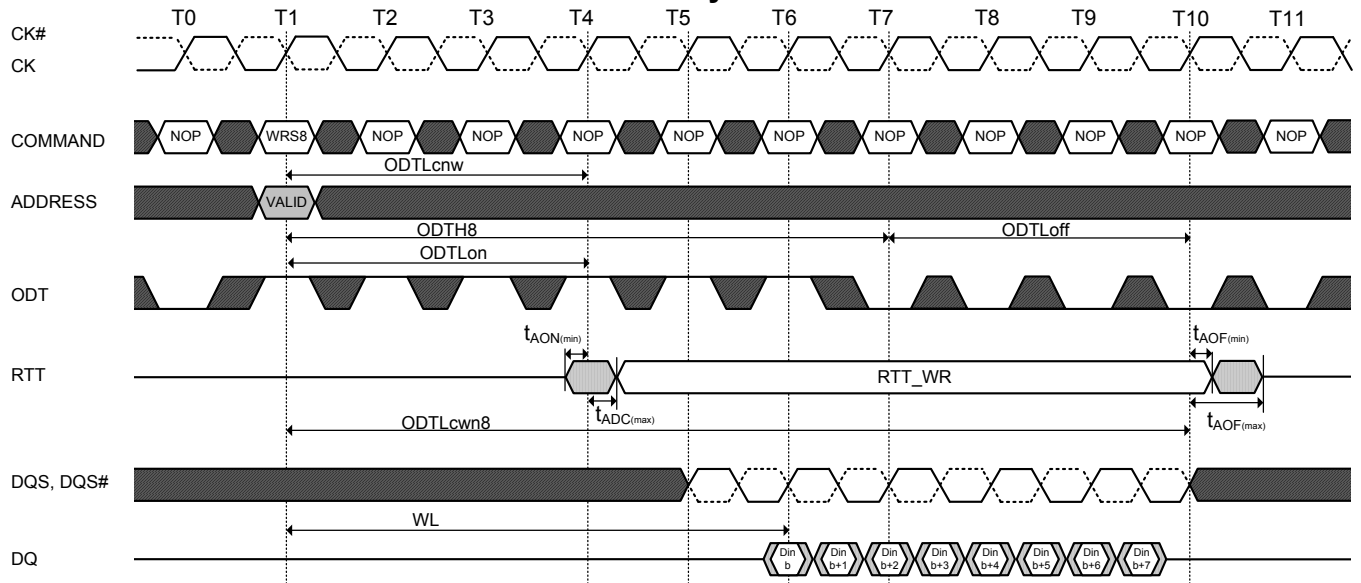 T0 T1 T2 T3 T4 T5 T6 T7 T8 T9 T10 T11
CK#
CK
COMMAND NOP WRS8 NOP NOP NOP NOP NOP NOP NOP NOP NOP NOP
ODTLcnw
ADDRESS VALID
ODTH8 ODTLoff
ODTLon
ODT
tAON(min) tAOF(min)
RTT RTT_WR
tADC(max) tAOF(max)
ODTLcwn8
DQS, DQS#
WL
DQ Din b Din b+1 Din b+2 Din b+3 Din b+4 Din b+5 Din b+6 Din b+7